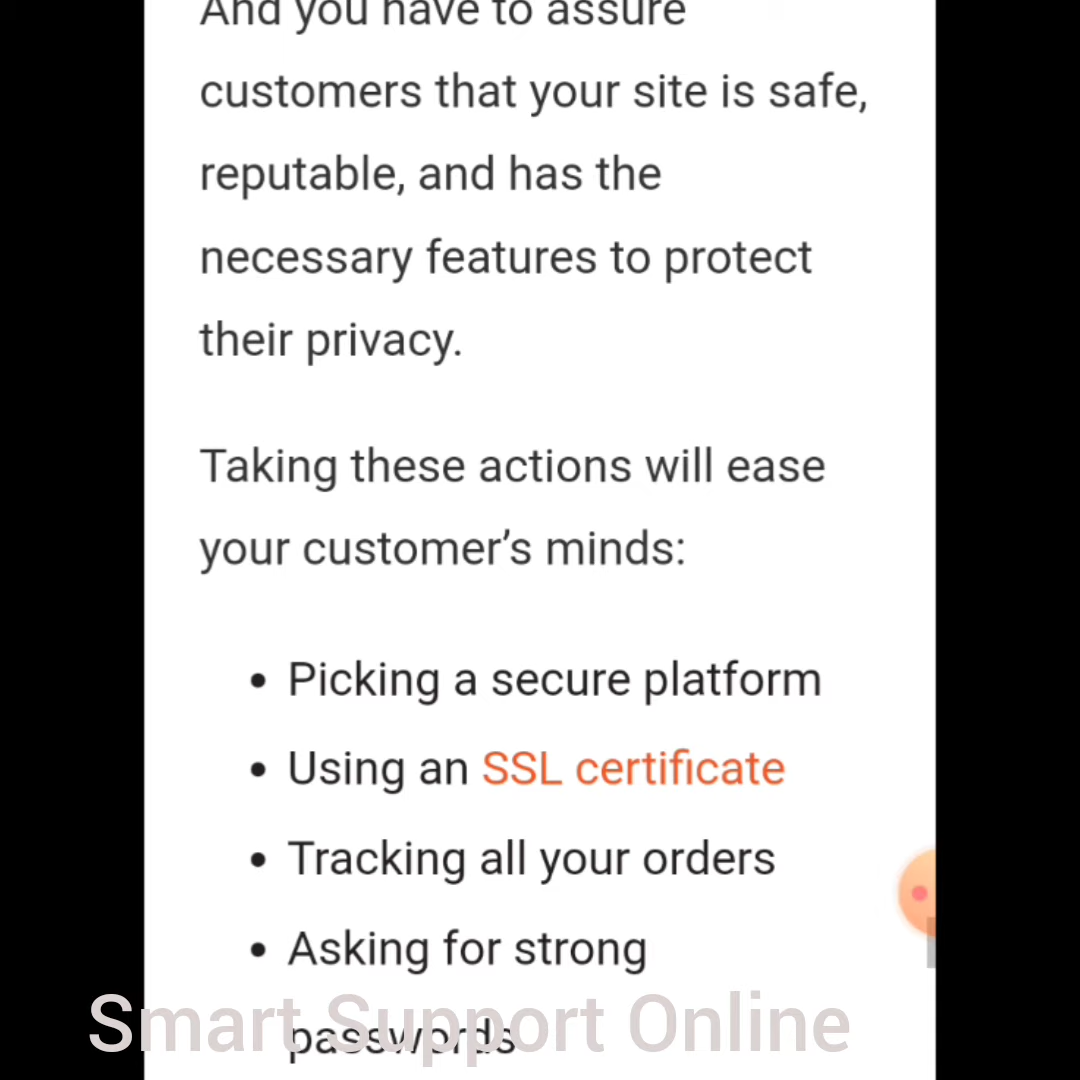 And you have to assure
customers that your site is safe,
reputable, and has the
necessary features to protect
their privacy.
Taking these actions will ease
your customer’s minds:
• Picking a secure platform
• Using an SSL certificate
• Tracking all your orders
• Asking for strong
passwords
Smart Support Online